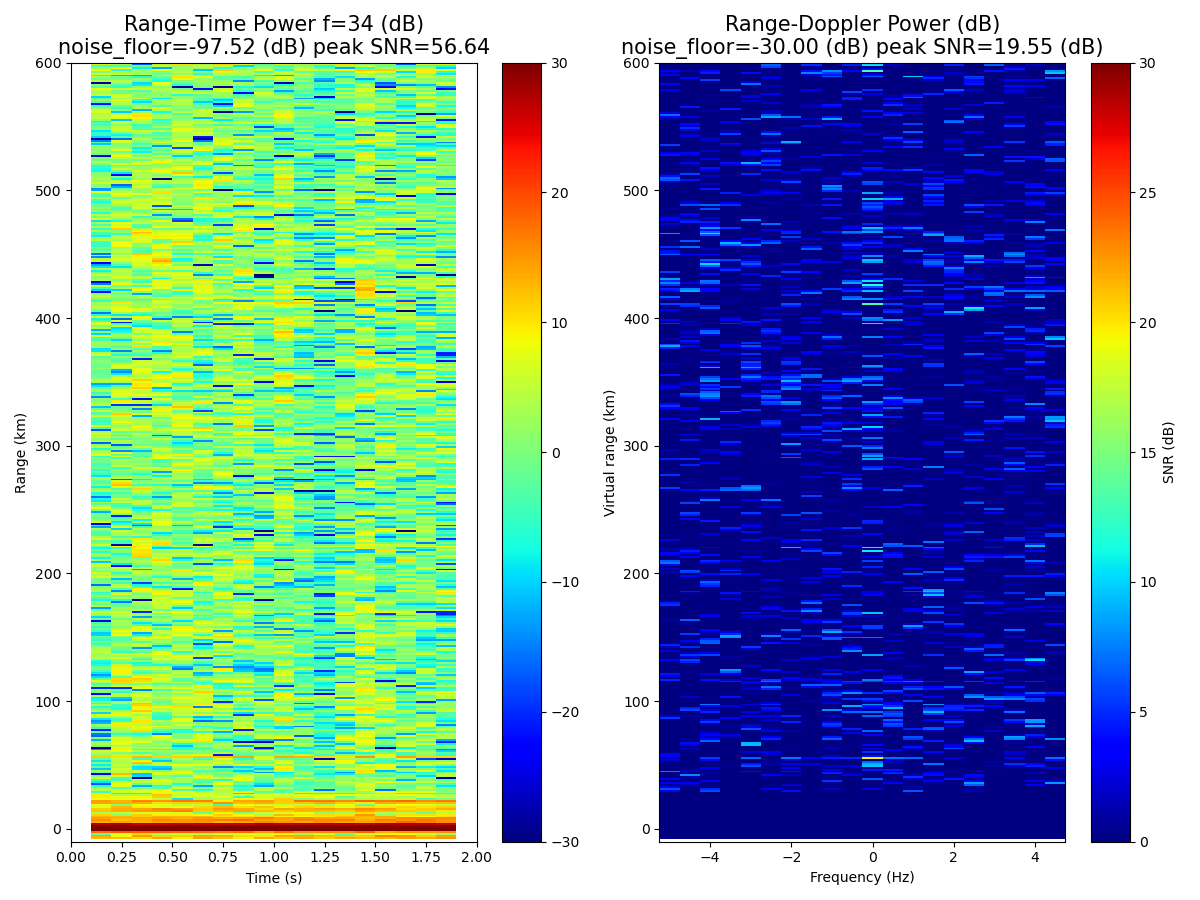 Range-Time Power f=34 (dB)
noise_floor=-97.52 (dB) peak SNR=56.64
600
500
400
300
200
100
0
Range (km)
0.00 0.25 0.50 0.75 1.00 1.25 1.50 1.75 2.00
Time (s)
30
20
10
0
−10
−20
−30
Range-Doppler Power (dB)
noise_floor=-30.00 (dB) peak SNR=19.55 (dB)
600
500
400
300
200
100
0
Virtual range (km)
−4 −2 0 2 4
Frequency (Hz)
30
25
20
15
10
5
0
SNR (dB)